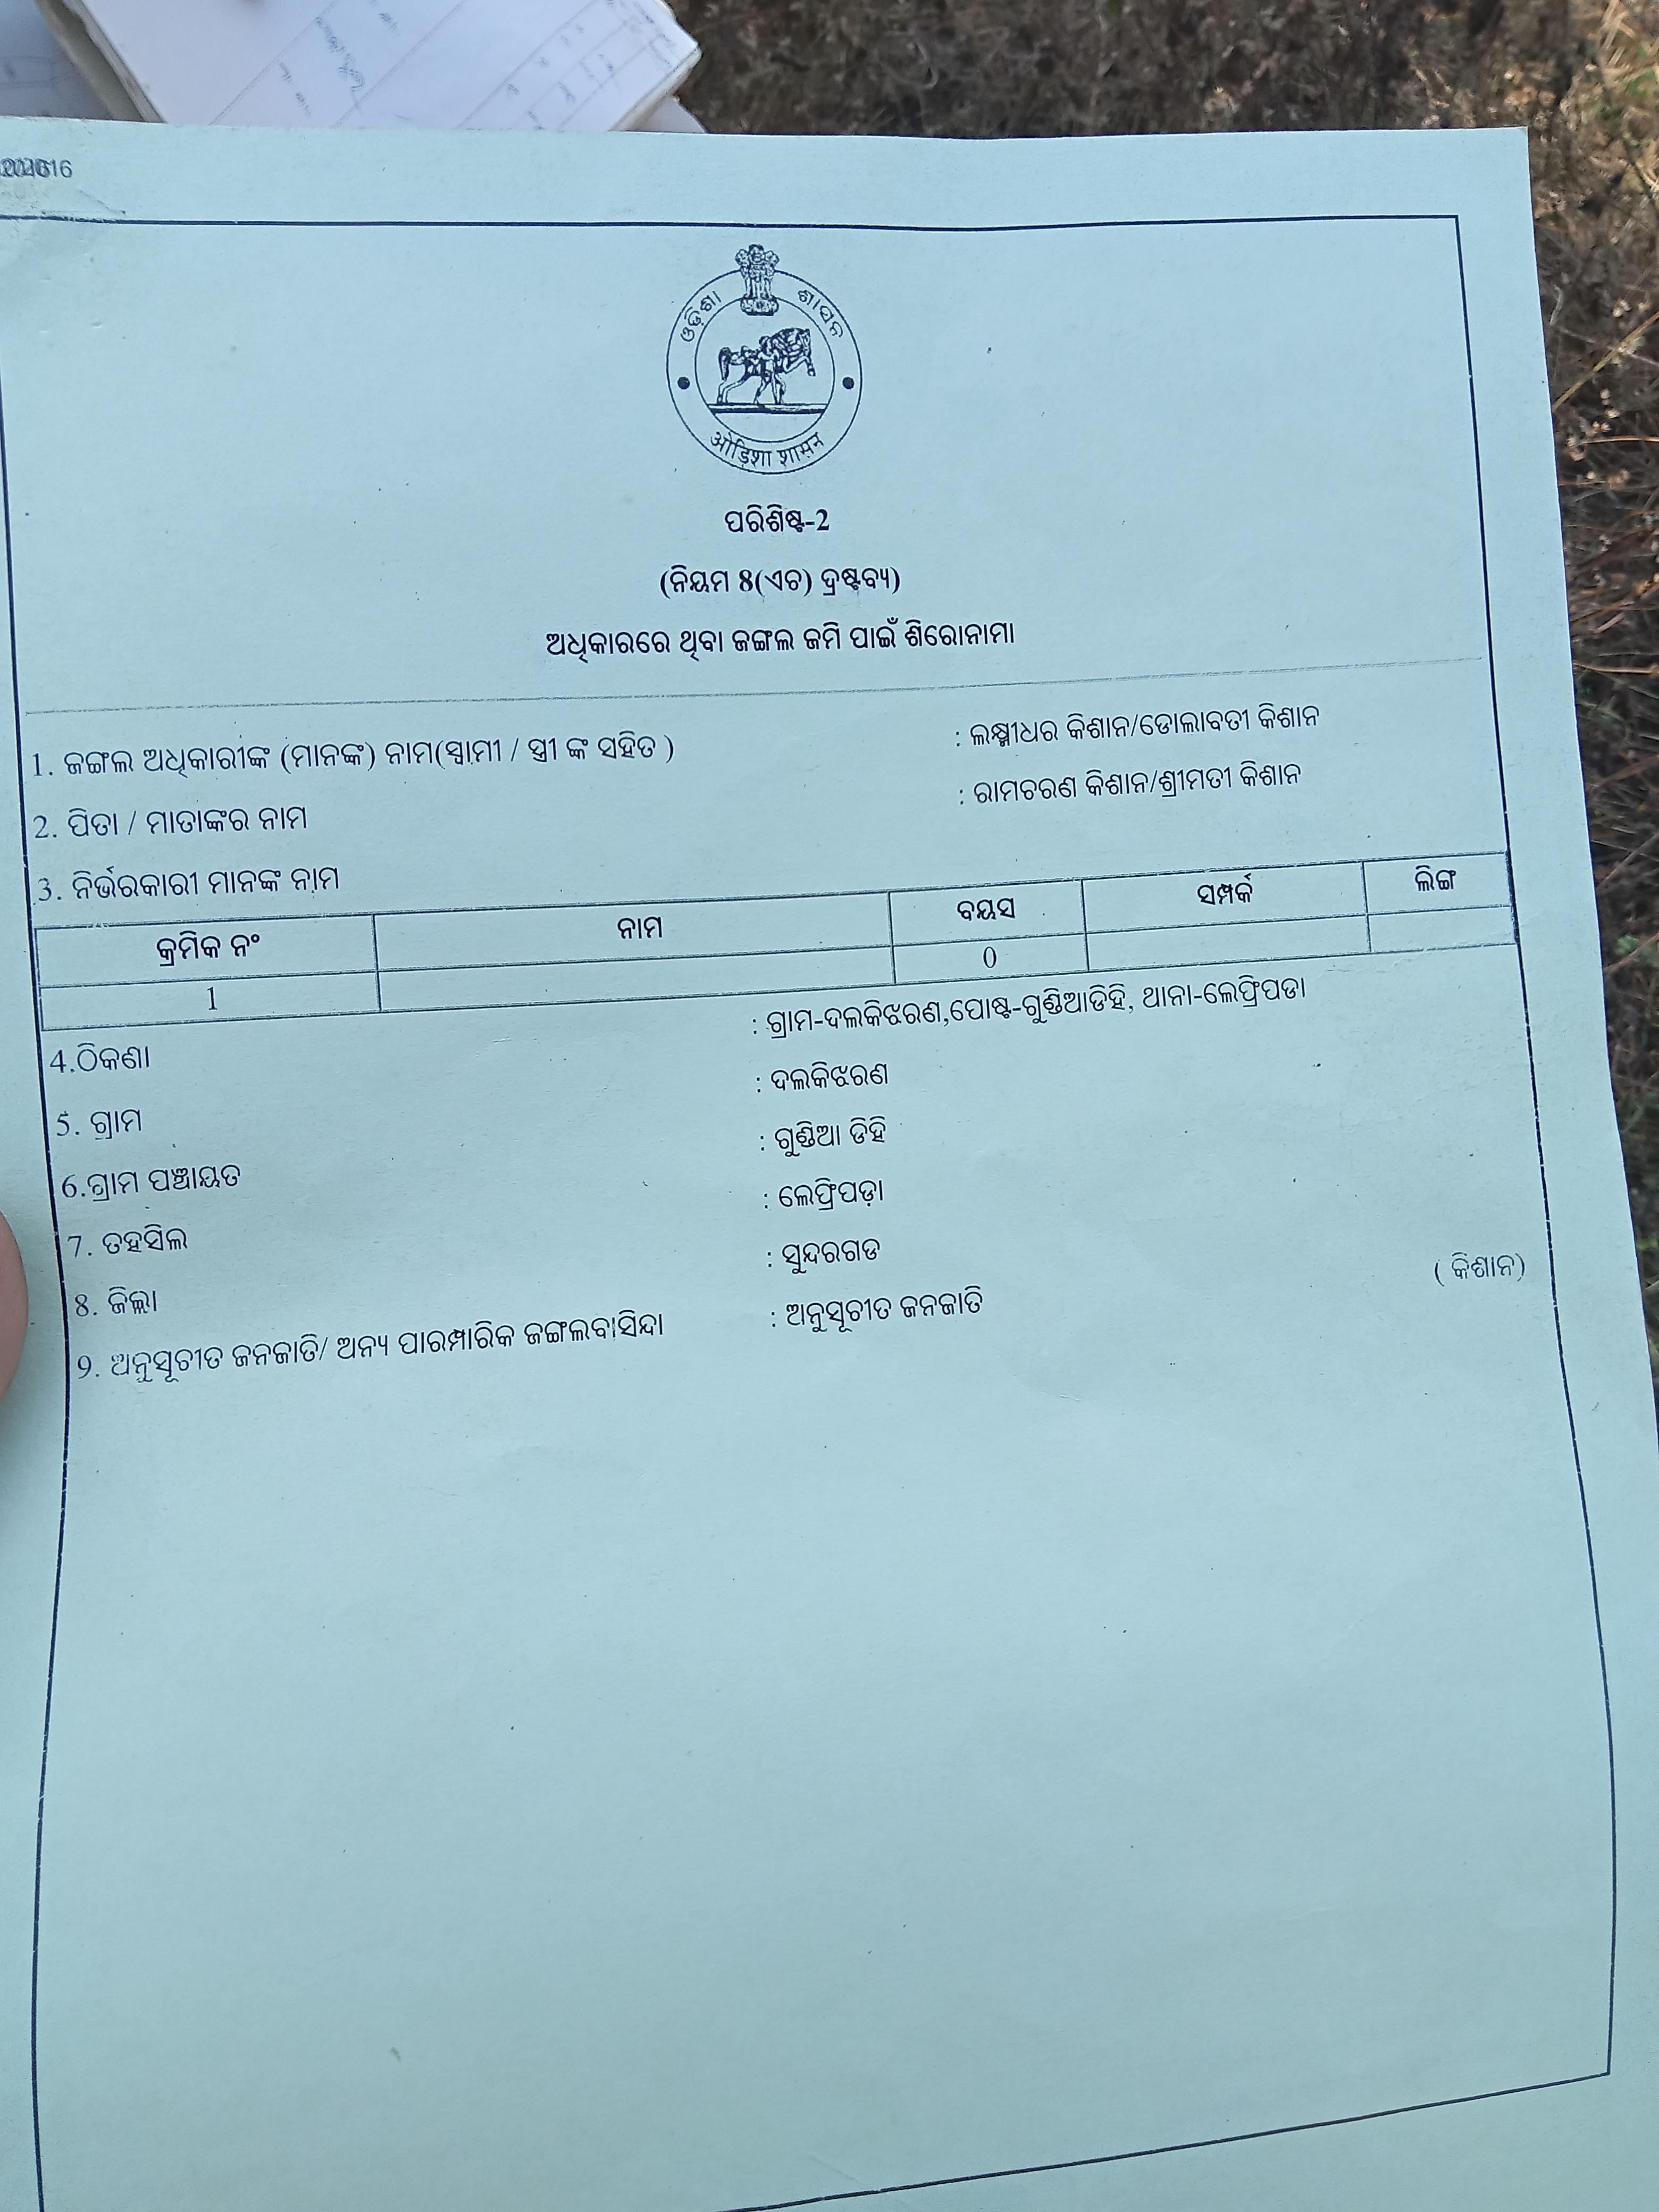 ଓଡ଼ିଶା ଶାସନ
ओड़िशा शासन
ପରିଶିଷ୍ଟ-2
(ନିୟମ 8(ଏଚ) ଦ୍ରଷ୍ଟବ୍ୟ)
ଅଧିକାରରେ ଥିବା ଜଙ୍ଗଲ ଜମି ପାଇଁ ଶିରୋନାମା
1. ଜଙ୍ଗଲ ଅଧିକାରୀଙ୍କ (ମାନଙ୍କ) ନାମ(ସ୍ଵାମୀ / ସ୍ତ୍ରୀ ଙ୍କ ସହିତ ) : ଲକ୍ଷ୍ମୀଧର କିଶାନ/ଡୋଲାବତୀ କିଶାନ
2. ପିତା / ମାତାଙ୍କର ନାମ : ରାମଚରଣ କିଶାନ/ଶ୍ରୀମତୀ କିଶାନ
3. ନିର୍ଭରକାରୀ ମାନଙ୍କ ନାମ
କ୍ରମିକ ନଂ ନାମ ବୟସ ସମ୍ପର୍କ ଲିଙ୍ଗ
1 0
4.ଠିକଣା : ଗ୍ରାମ-ଦଲକିଝରଣ,ପୋଷ୍ଟ-ଗୁଣ୍ଡିଆଡିହି, ଥାନା-ଲେଫ୍ରିପଡା
5. ଗ୍ରାମ : ଦଲକିଝରଣ
6.ଗ୍ରାମ ପଞ୍ଚାୟତ : ଗୁଣ୍ଡିଆ ଡିହି
7. ତହସିଲ : ଲେଫ୍ରିପଡ଼ା
8. ଜିଲ୍ଲା : ସୁନ୍ଦରଗଡ
9. ଅନୁସୂଚୀତ ଜନଜାତି/ ଅନ୍ୟ ପାରମ୍ପାରିକ ଜଙ୍ଗଲବାସିନ୍ଦା : ଅନୁସୂଚୀତ ଜନଜାତି ( କିଶାନ)